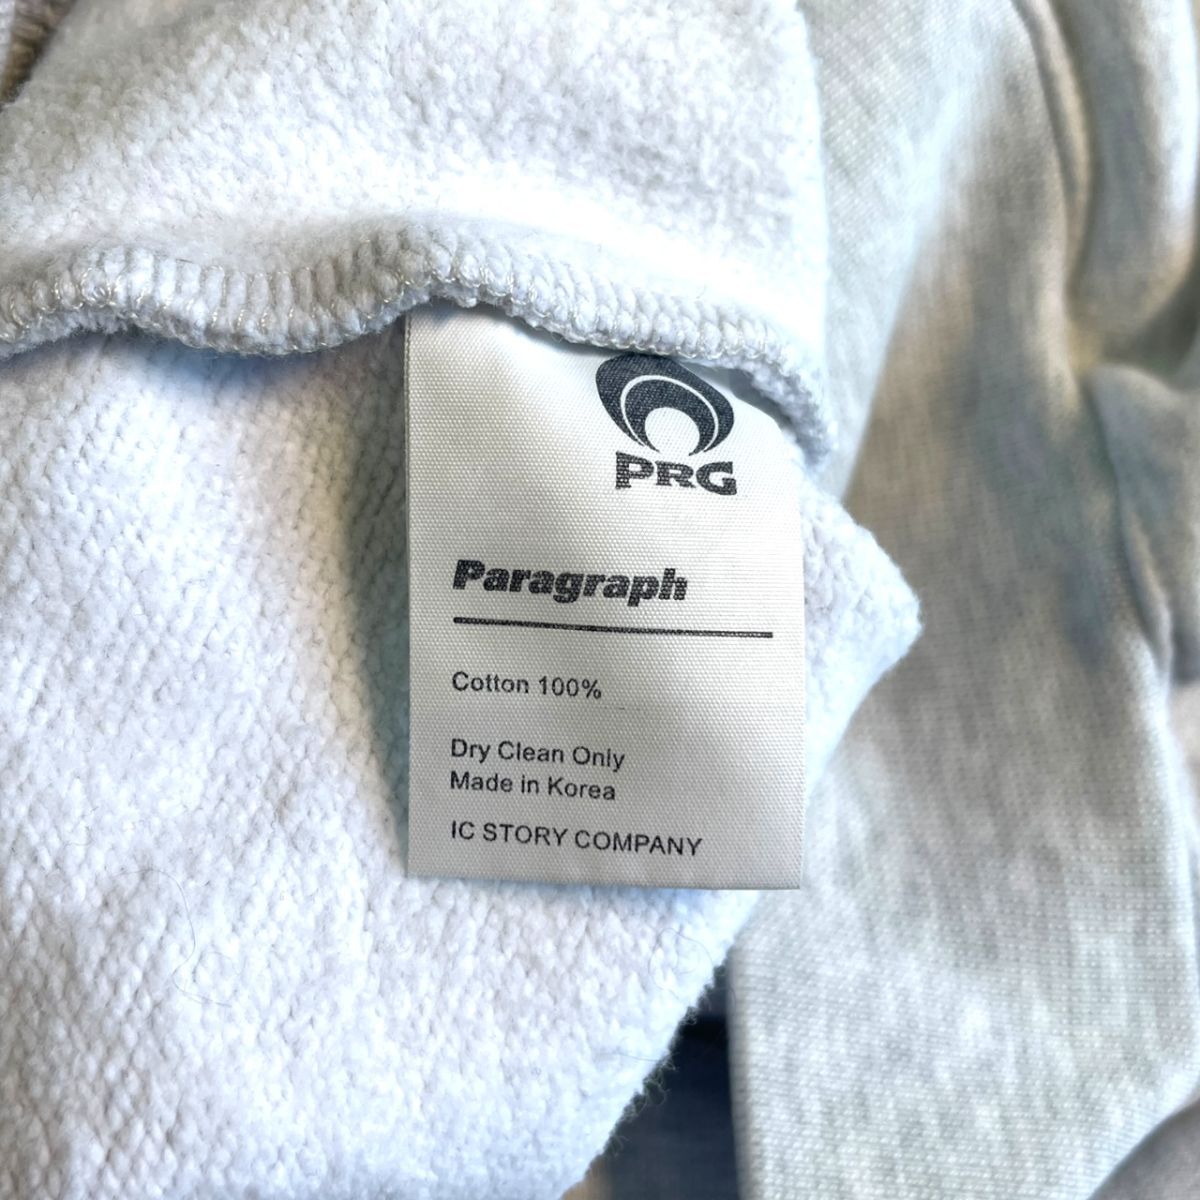 PRG
Paragraph
Cotton 100%
Dry Clean Only
Made in Korea
IC STORY COMPANY